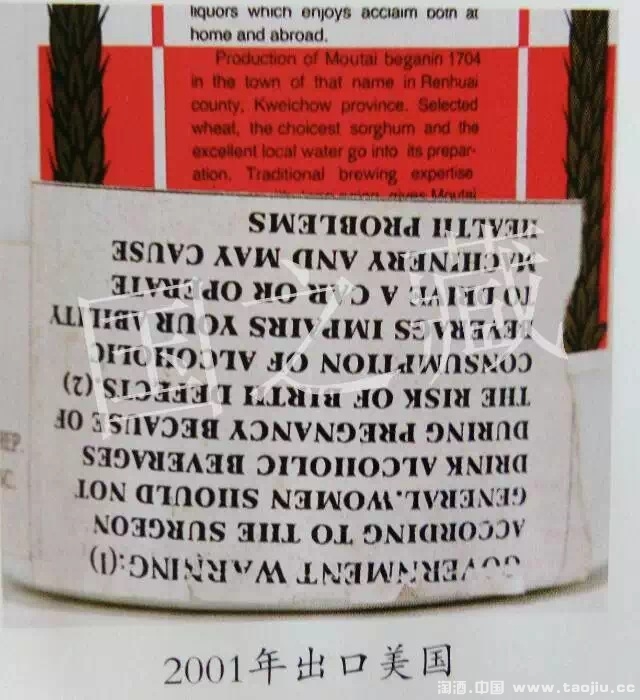 liquors which enjoys acclaim both at
home and abroad.
Production of Moutai beganin 1704
in the town of that name in Renhuai
county, Kweichow province. Selected
wheat, the choicest sorghum and the
excellent local water go into its prepar-
ation. Traditional brewing expertise
gives Moutai
GOVERNMENT WARNING:(1)
ACCORDING TO THE SURGEON
GENERAL.WOMEN SHOULD NOT
DRINK ALCOHOLIC BEVERAGES
DURING PREGNANCY BECAUSE OF
THE RISK OF BIRTH DEFECTS.(2)
CONSUMPTION OF ALCOHOLIC
BEVERAGS IMPAIRS YOUR ABILITY
TO DRIVE A CAR OR OPERATE
MACHINERY AND MAY CAUSE
HEALTH PROBLEMS
国之藏
2001年出口美国
淘酒.中国 www.taojiu.cc